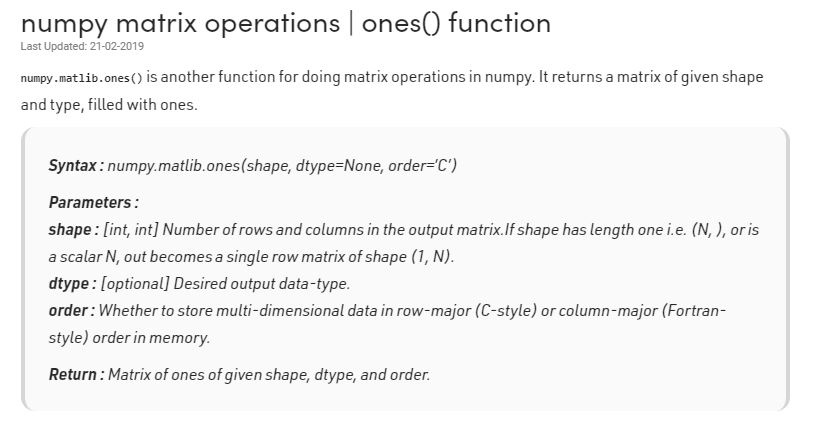 numpy matrix operations | ones() function
Last Updated: 21-02-2019
numpy.matlib.ones() is another function for doing matrix operations in numpy. It returns a matrix of given shape
and type, filled with ones.
Syntax : numpy.matlib.ones(shape, dtype=None, order='C')
Parameters :
shape : [int, int] Number of rows and columns in the output matrix.If shape has length one i.e. (N, ), or is
a scalar N, out becomes a single row matrix of shape (1, N).
dtype : [optional] Desired output data-type.
order : Whether to store multi-dimensional data in row-major (C-style) or column-major (Fortran-
style) order in memory.
Return : Matrix of ones of given shape, dtype, and order.